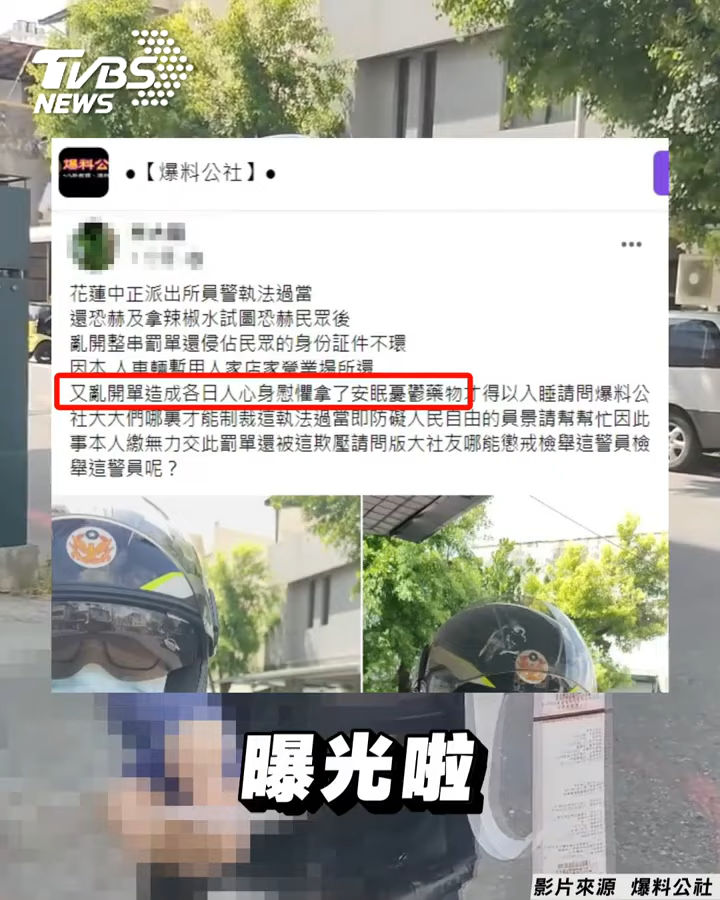 TVBS
NEWS
爆料公
●【爆料公社】●
花蓮中正派出所員警執法過當
還恐赫及拿辣椒水試圖恐赫民眾後
亂開整串罰單還侵佔民眾的身份証件不環
因本 人車輛暫用人家店家營業場所還
又亂開單造成各日人心身慰懼拿了安眠憂鬱藥物才得以入睡請問爆料公
社大大們哪裏才能制裁這執法過當即防礙人民自由的員景請幫幫忙因此
事本人繳無力交此罰單還被這欺壓請問版大社友哪能懲戒檢舉這警員檢
舉這警員呢？
曝光啦
影片來源 爆料公社